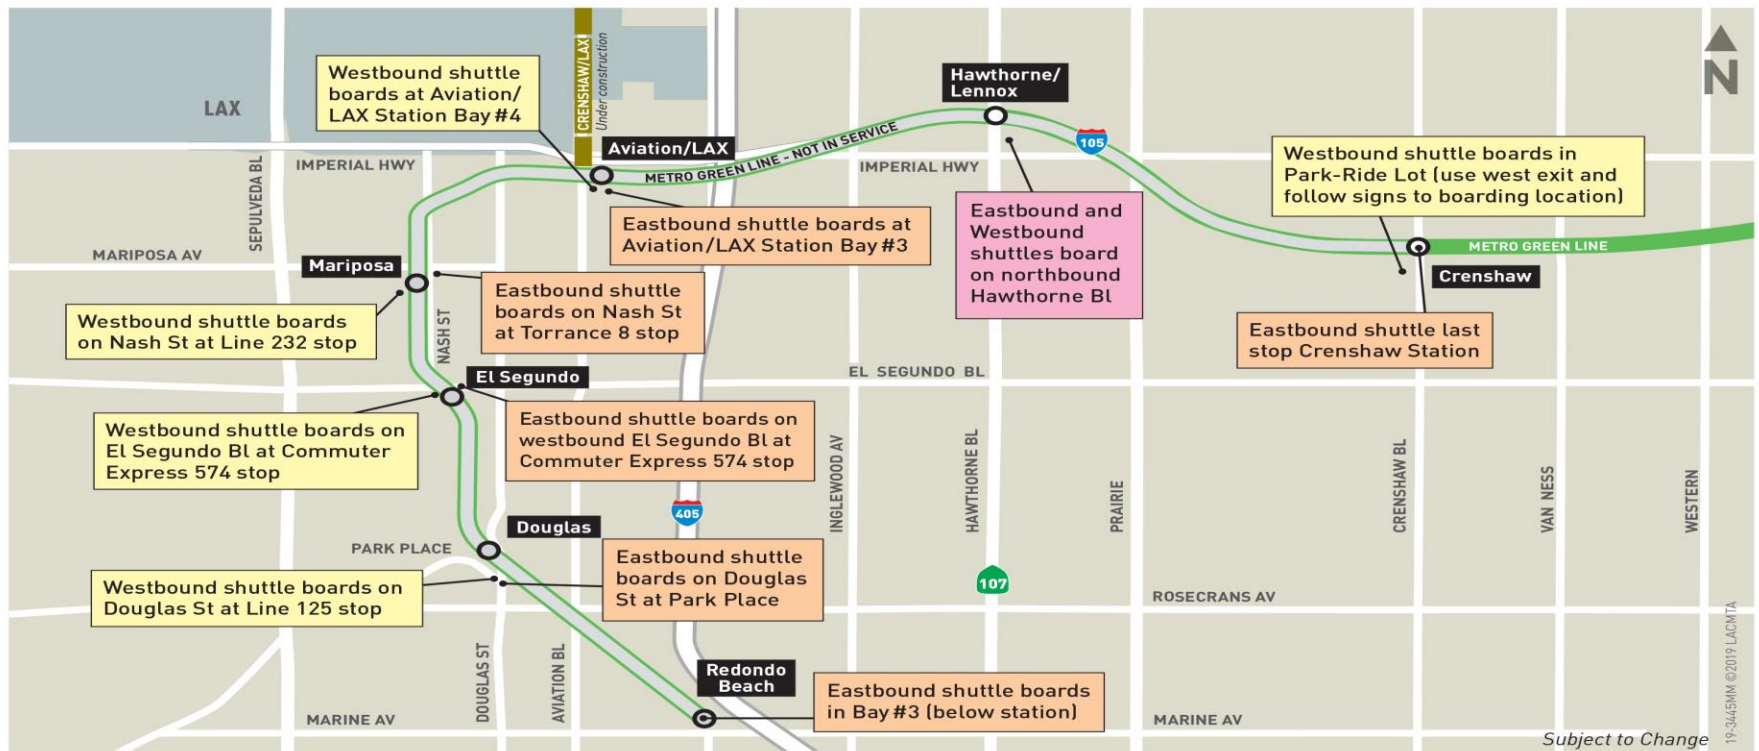 Westbound shuttle
boards at Aviation/
LAX Station Bay #4
CRENSHAW/LAX
Under construction
LAX
Hawthorne/
Lennox
N
105
Aviation/LAX
METRO GREEN LINE - NOT IN SERVICE
IMPERIAL HWY
IMPERIAL HWY
Westbound shuttle boards in
Park-Ride Lot (use west exit and
follow signs to boarding location)
SEPULVEDA BL
Eastbound shuttle boards at
Aviation/LAX Station Bay #3
Eastbound and
Westbound
shuttles board
on northbound
Hawthorne Bl
METRO GREEN LINE
Crenshaw
MARIPOSA AV
Mariposa
Eastbound shuttle
boards on Nash St
at Torrance 8 stop
Westbound shuttle boards
on Nash St at Line 232 stop
NASH ST
Eastbound shuttle last
stop Crenshaw Station
El Segundo
EL SEGUNDO BL
Westbound shuttle boards on
El Segundo Bl at Commuter
Express 574 stop
Eastbound shuttle boards on
westbound El Segundo Bl at
Commuter Express 574 stop
INGLEWOOD AV
HAWTHORNE BL
PRAIRIE
CRENSHAW BL
VAN NESS
WESTERN
405
Douglas
PARK PLACE
Westbound shuttle boards on
Douglas St at Line 125 stop
Eastbound shuttle
boards on Douglas
St at Park Place
107
ROSECRANS AV
DOUGLAS ST
AVIATION BL
Redondo
Beach
Eastbound shuttle boards
in Bay #3 (below station)
MARINE AV
MARINE AV
Subject to Change
19-3445MM ©2019 LACMTA